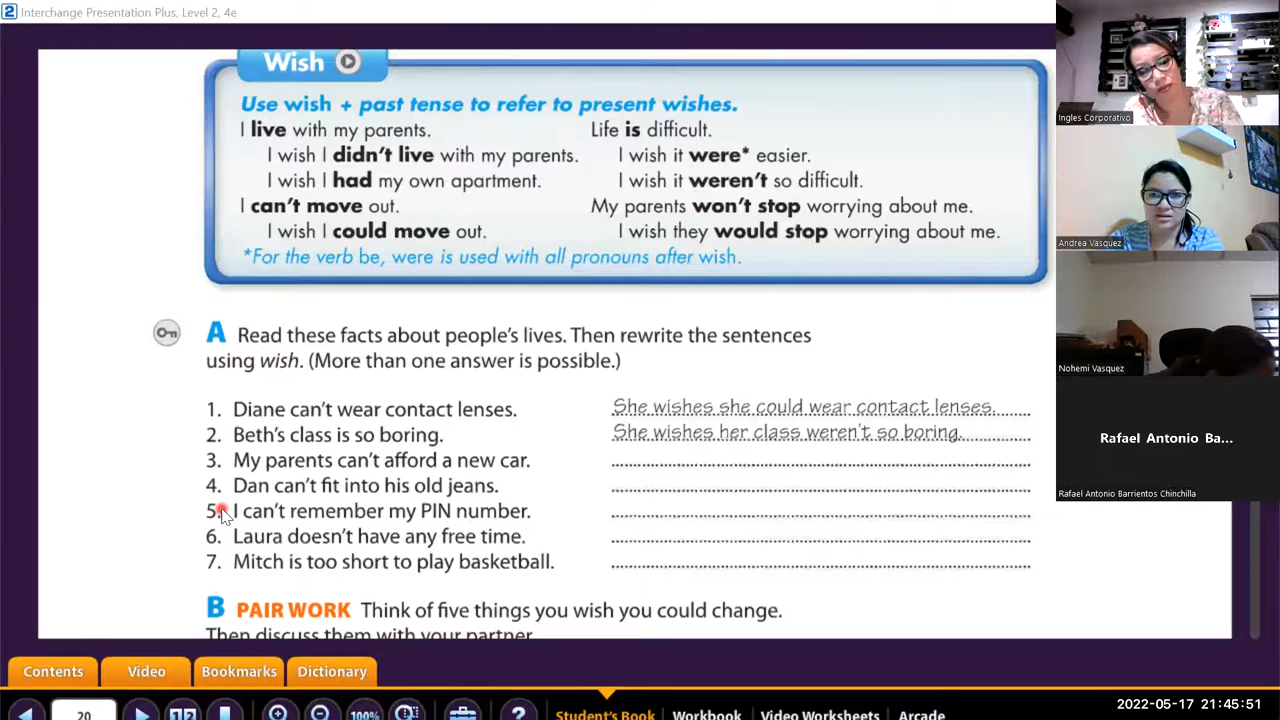 Interchange Presentation Plus, Level 2, 4e
Wish
Use wish + past tense to refer to present wishes.
I live with my parents.
I wish I didn't live with my parents.
I wish I had my own apartment.
I can't move out.
I wish I could move out.
Life is difficult.
I wish it were* easier.
I wish it weren't so difficult.
My parents won't stop worrying about me.
I wish they would stop worrying about me.
*For the verb be, were is used with all pronouns after wish.
A Read these facts about people's lives. Then rewrite the sentences
using wish. (More than one answer is possible.)
1. Diane can't wear contact lenses. She wishes she could wear contact lenses.
2. Beth's class is so boring. She wishes her class weren't so boring.
3. My parents can't afford a new car.
4. Dan can't fit into his old jeans.
5. I can't remember my PIN number.
6. Laura doesn't have any free time.
7. Mitch is too short to play basketball.
B PAIR WORK Think of five things you wish you could change.
Then discuss them with your partner.
Contents Video Bookmarks Dictionary
20 100% ?
Student's Book Workbook Video Worksheets Arcade
Ingles Corporativo
Andrea Vasquez
Nohemi Vasquez
Rafael Antonio Ba...
Rafael Antonio Barrientos Chinchilla
2022-05-17 21:45:51